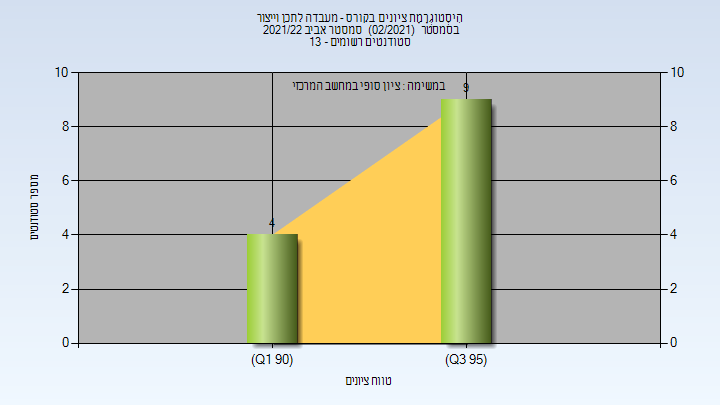 היסטוגרמת ציונים בקורס - מעבדה לתכן וייצור
בסמסטר (02/2021) סמסטר אביב 2021/22
סטודנטים רשומים - 13
במשימה : ציון סופי במחשב המרכזי
10
8
6
4
2
0
10
8
6
4
2
0
4
9
מספר סטודנטים
(Q1 90)
(Q3 95)
טווח ציונים